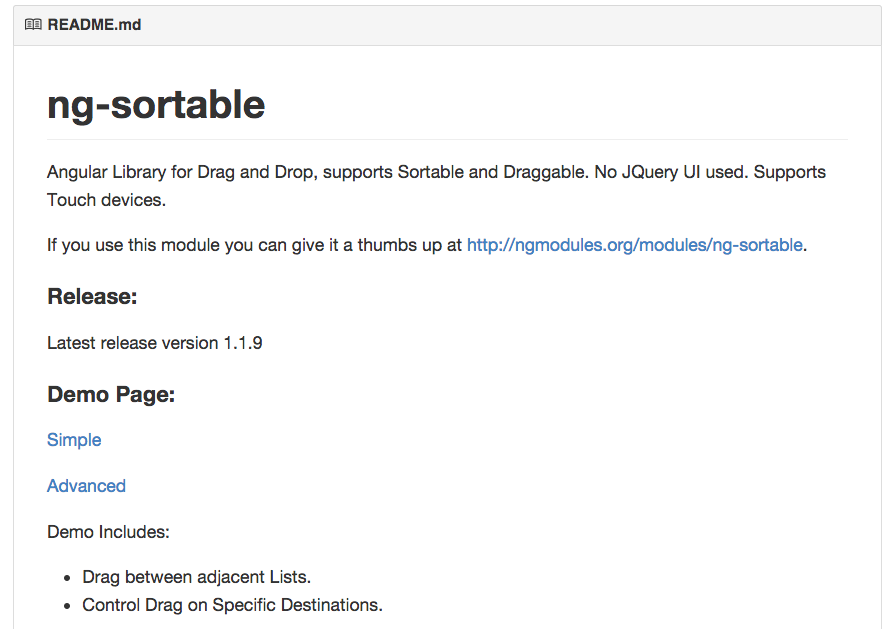 README.md
ng-sortable
Angular Library for Drag and Drop, supports Sortable and Draggable. No JQuery UI used. Supports
Touch devices.
If you use this module you can give it a thumbs up at http://ngmodules.org/modules/ng-sortable.
Release:
Latest release version 1.1.9
Demo Page:
Simple
Advanced
Demo Includes:
• Drag between adjacent Lists.
• Control Drag on Specific Destinations.